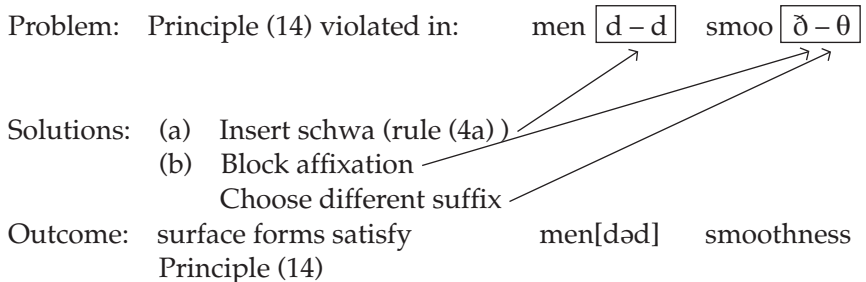 Problem: Principle (14) violated in: men d – d smoo ð – θ
Solutions: (a) Insert schwa (rule (4a) )
(b) Block affixation
Choose different suffix
Outcome: surface forms satisfy men[dəd] smoothness
Principle (14)